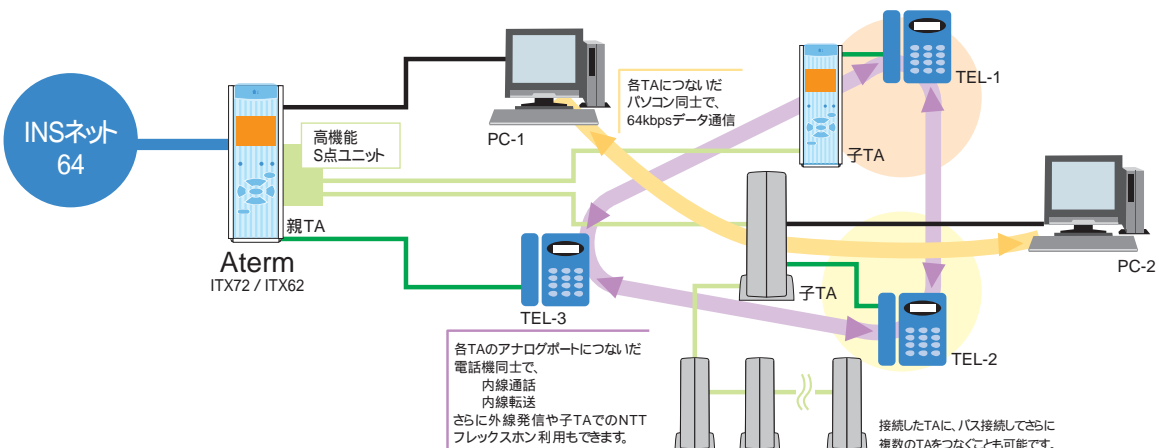 INSネット
64
高機能
S点ユニット
親TA
Aterm
ITX72 / ITX62
PC-1
各TAにつないだ
パソコン同士で、
64kbpsデータ通信
TEL-1
子TA
PC-2
TEL-3
子TA
TEL-2
各TAのアナログポートにつないだ
電話機同士で、
内線通話
内線転送
さらに外線発信や子TAでのNTT
フレックスホン利用もできます。
接続したTAに、バス接続してさらに
複数のTAをつなぐことも可能です。